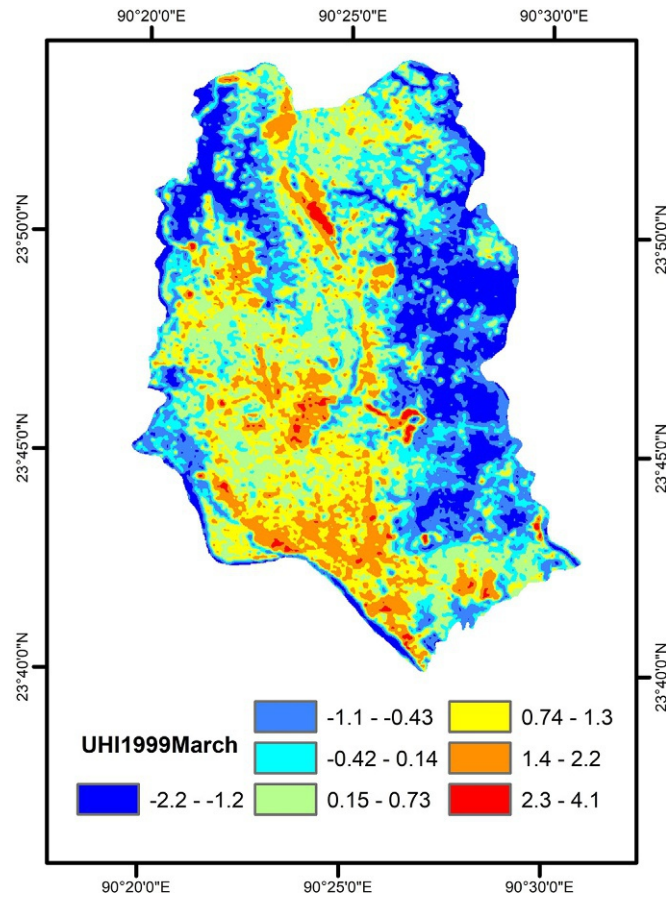 90°20'0"E 90°25'0"E 90°30'0"E
23°50'0"N 23°50'0"N
23°45'0"N 23°45'0"N
23°40'0"N 23°40'0"N
-1.1 - -0.43 0.74 - 1.3
UHI1999March -0.42 - 0.14 1.4 - 2.2
-2.2 - -1.2 0.15 - 0.73 2.3 - 4.1
90°20'0"E 90°25'0"E 90°30'0"E